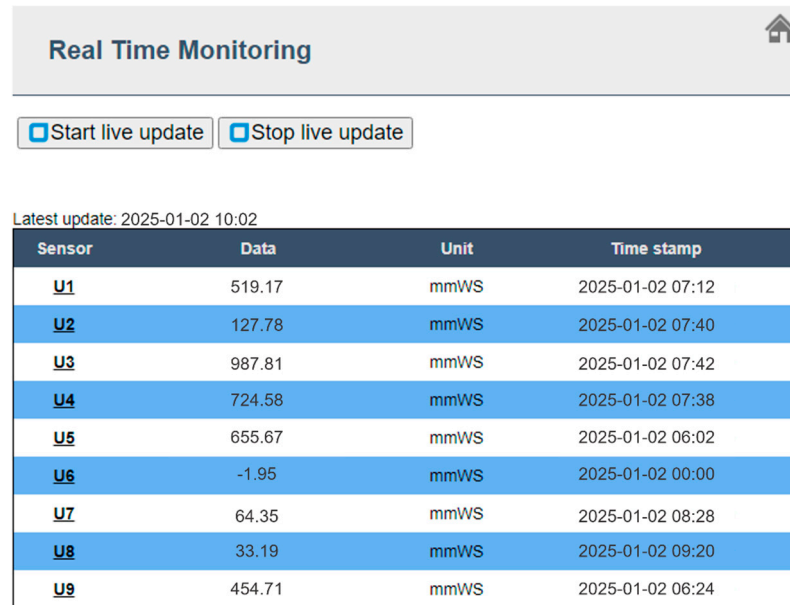 Real Time Monitoring
Start live update Stop live update
Latest update: 2025-01-02 10:02
Sensor Data Unit Time stamp
U1 519.17 mmWS 2025-01-02 07:12
U2 127.78 mmWS 2025-01-02 07:40
U3 987.81 mmWS 2025-01-02 07:42
U4 724.58 mmWS 2025-01-02 07:38
U5 655.67 mmWS 2025-01-02 06:02
U6 -1.95 mmWS 2025-01-02 00:00
U7 64.35 mmWS 2025-01-02 08:28
U8 33.19 mmWS 2025-01-02 09:20
U9 454.71 mmWS 2025-01-02 06:24